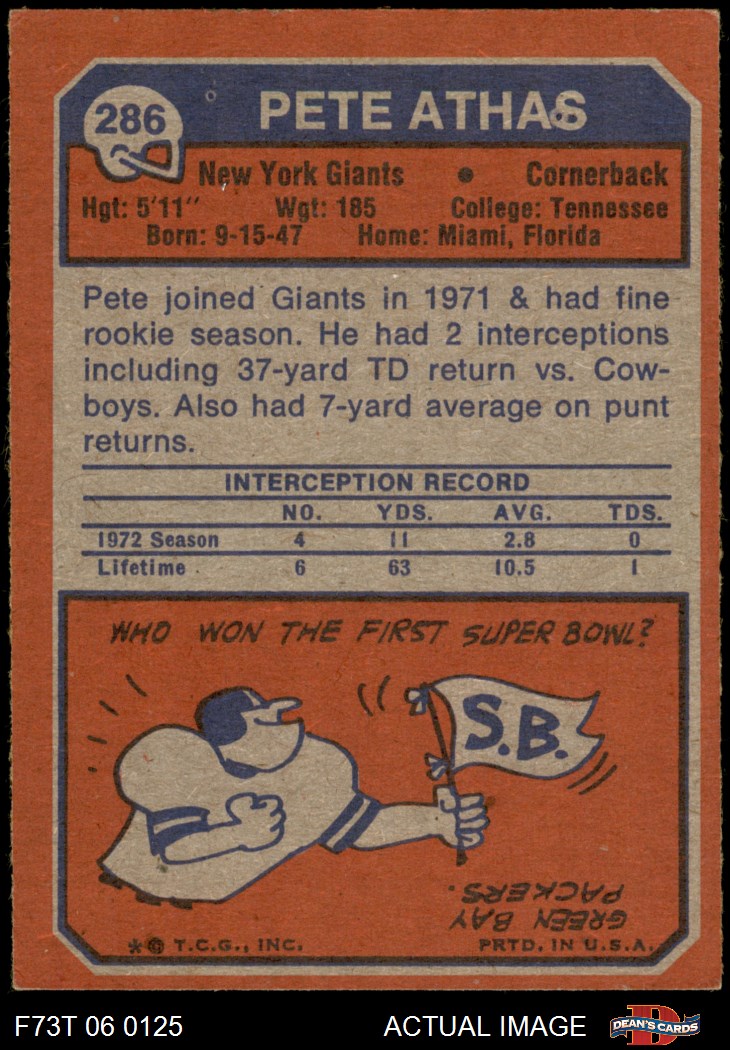 286
PETE ATHAS
New York Giants • Cornerback
Hgt: 5'11" Wgt: 185 College: Tennessee
Born: 9-15-47 Home: Miami, Florida
Pete joined Giants in 1971 & had fine
rookie season. He had 2 interceptions
including 37-yard TD return vs. Cow-
boys. Also had 7-yard average on punt
returns.
INTERCEPTION RECORD
NO. YDS. AVG. TDS.
1972 Season 4 11 2.8 0
Lifetime 6 63 10.5 1
WHO WON THE FIRST SUPER BOWL?
S.B.
GREEN BAY
PACKERS.
*© T.C.G., INC. PRTD. IN U.S.A.
F73T 06 0125 ACTUAL IMAGE D DEAN'S CARDS